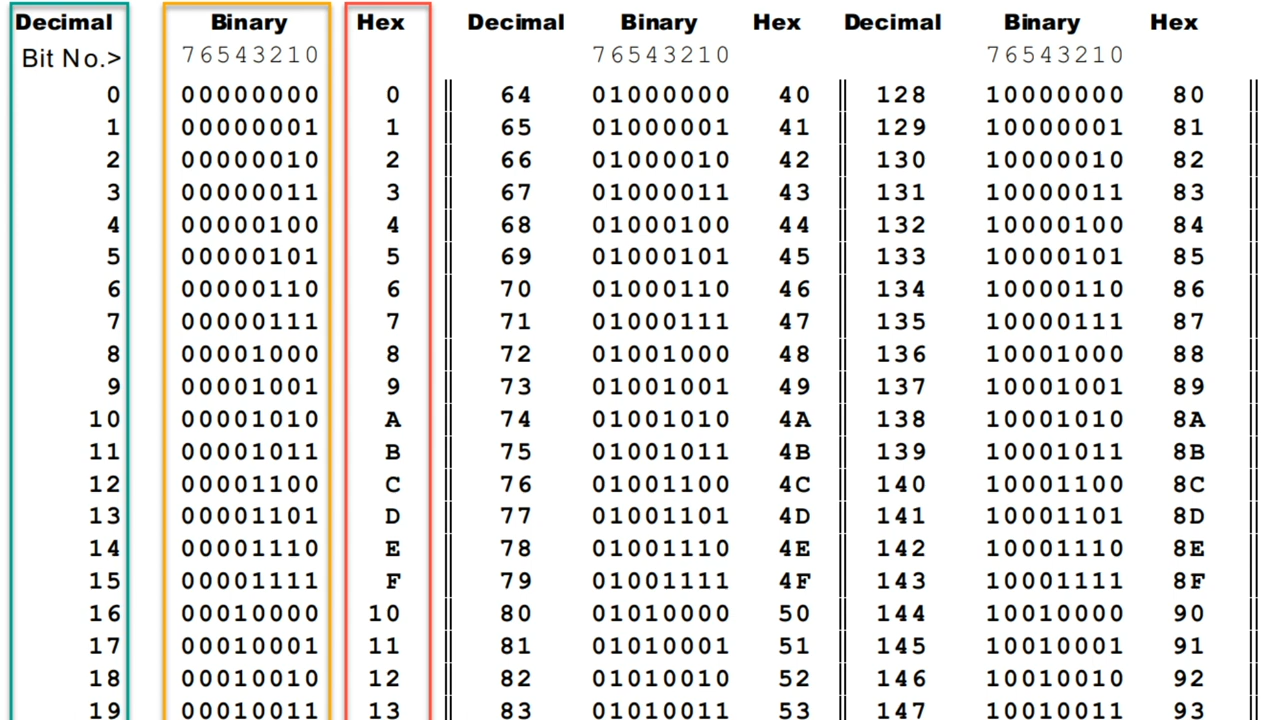 Decimal Binary Hex Decimal Binary Hex Decimal Binary Hex
Bit No.> 76543210 76543210 76543210
0 00000000 0 64 01000000 40 128 10000000 80
1 00000001 1 65 01000001 41 129 10000001 81
2 00000010 2 66 01000010 42 130 10000010 82
3 00000011 3 67 01000011 43 131 10000011 83
4 00000100 4 68 01000100 44 132 10000100 84
5 00000101 5 69 01000101 45 133 10000101 85
6 00000110 6 70 01000110 46 134 10000110 86
7 00000111 7 71 01000111 47 135 10000111 87
8 00001000 8 72 01001000 48 136 10001000 88
9 00001001 9 73 01001001 49 137 10001001 89
10 00001010 A 74 01001010 4A 138 10001010 8A
11 00001011 B 75 01001011 4B 139 10001011 8B
12 00001100 C 76 01001100 4C 140 10001100 8C
13 00001101 D 77 01001101 4D 141 10001101 8D
14 00001110 E 78 01001110 4E 142 10001110 8E
15 00001111 F 79 01001111 4F 143 10001111 8F
16 00010000 10 80 01010000 50 144 10010000 90
17 00010001 11 81 01010001 51 145 10010001 91
18 00010010 12 82 01010010 52 146 10010010 92
19 00010011 13 83 01010011 53 147 10010011 93